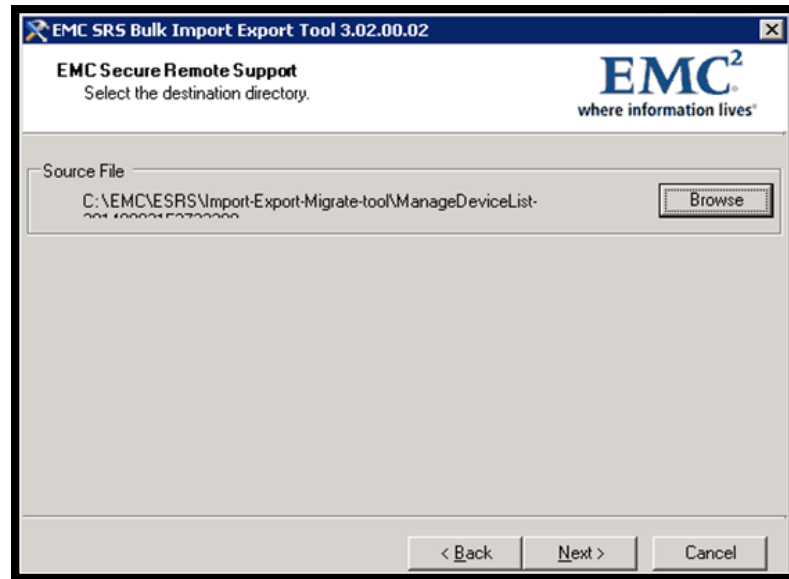 EMC SRS Bulk Import Export Tool 3.02.00.02
EMC Secure Remote Support
Select the destination directory.
EMC²
where information lives®
Source File
C:\EMC\ESRS\Import-Export-Migrate-tool\ManageDeviceList-
Browse
< Back
Next >
Cancel